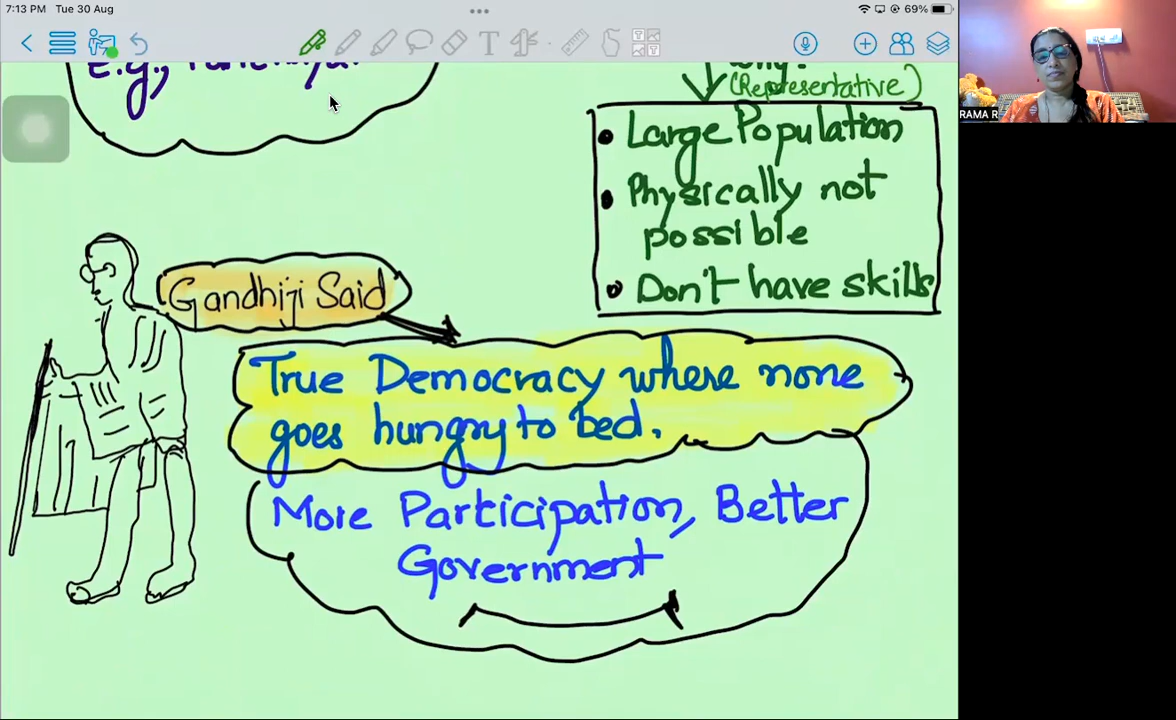 7:13 PM Tue 30 Aug
69%
E.g.,
(Representative)
• Large Population
• Physically not
possible
• Don't have skills
Gandhiji Said
True Democracy where none
goes hungry to bed.
More Participation, Better
Government
T
RAMA R